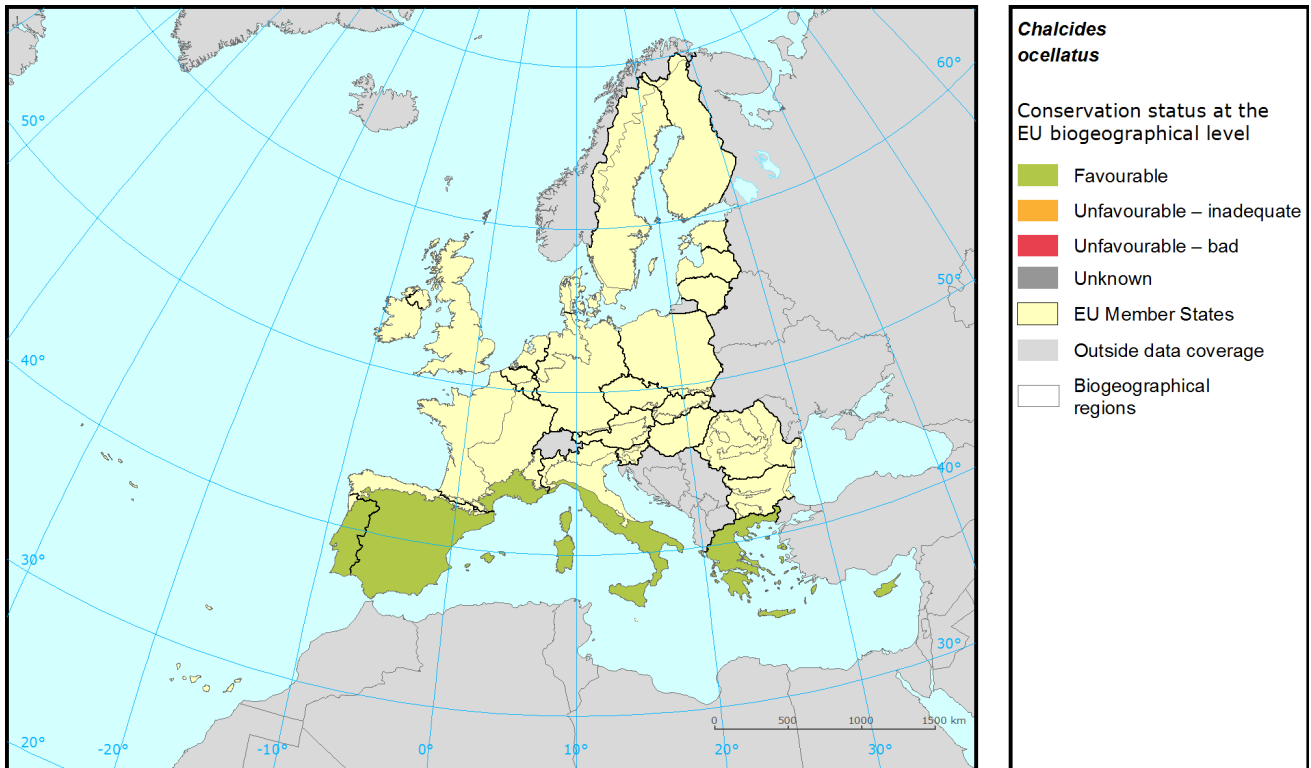 Chalcides
ocellatus
Conservation status at the
EU biogeographical level
Favourable
Unfavourable – inadequate
Unfavourable – bad
Unknown
EU Member States
Outside data coverage
Biogeographical
regions
60°
50°
50°
40°
40°
30°
30°
0 500 1000 1500 km
20° -20° -10° 0° 10° 20° 30°